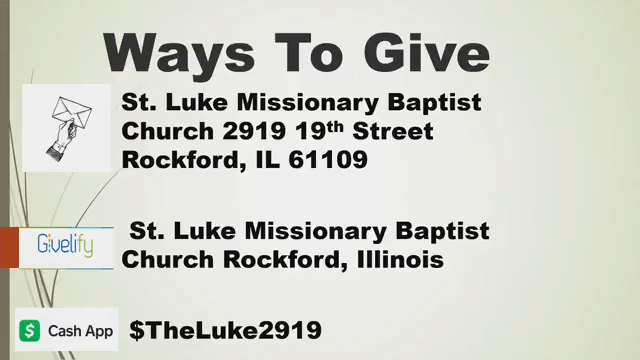 Ways To Give
St. Luke Missionary Baptist
Church 2919 19th Street
Rockford, IL 61109
Givelify
St. Luke Missionary Baptist
Church Rockford, Illinois
$ Cash App
$TheLuke2919